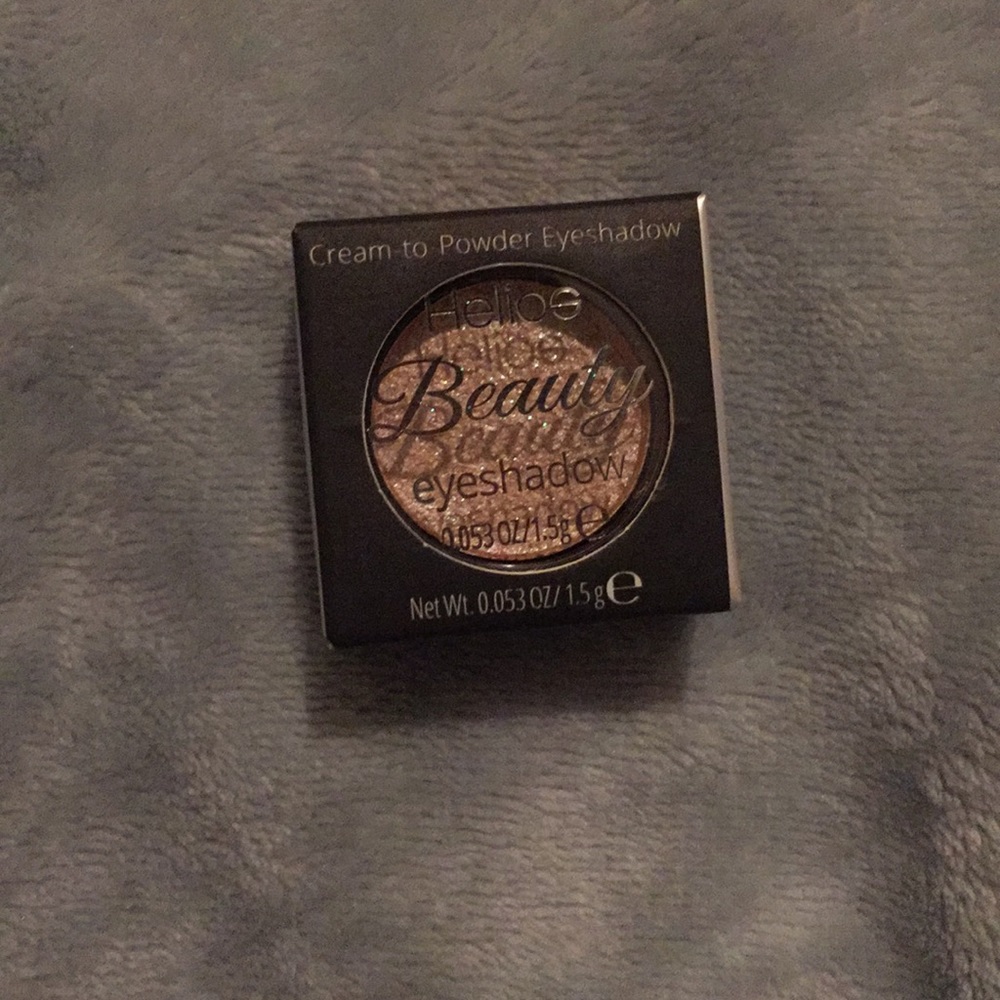 Cream-to Powder Eyeshadow
Helios
Beauty
eyeshadow
0.053 OZ/1.5g e
Net Wt. 0.053 OZ/ 1.5 g e